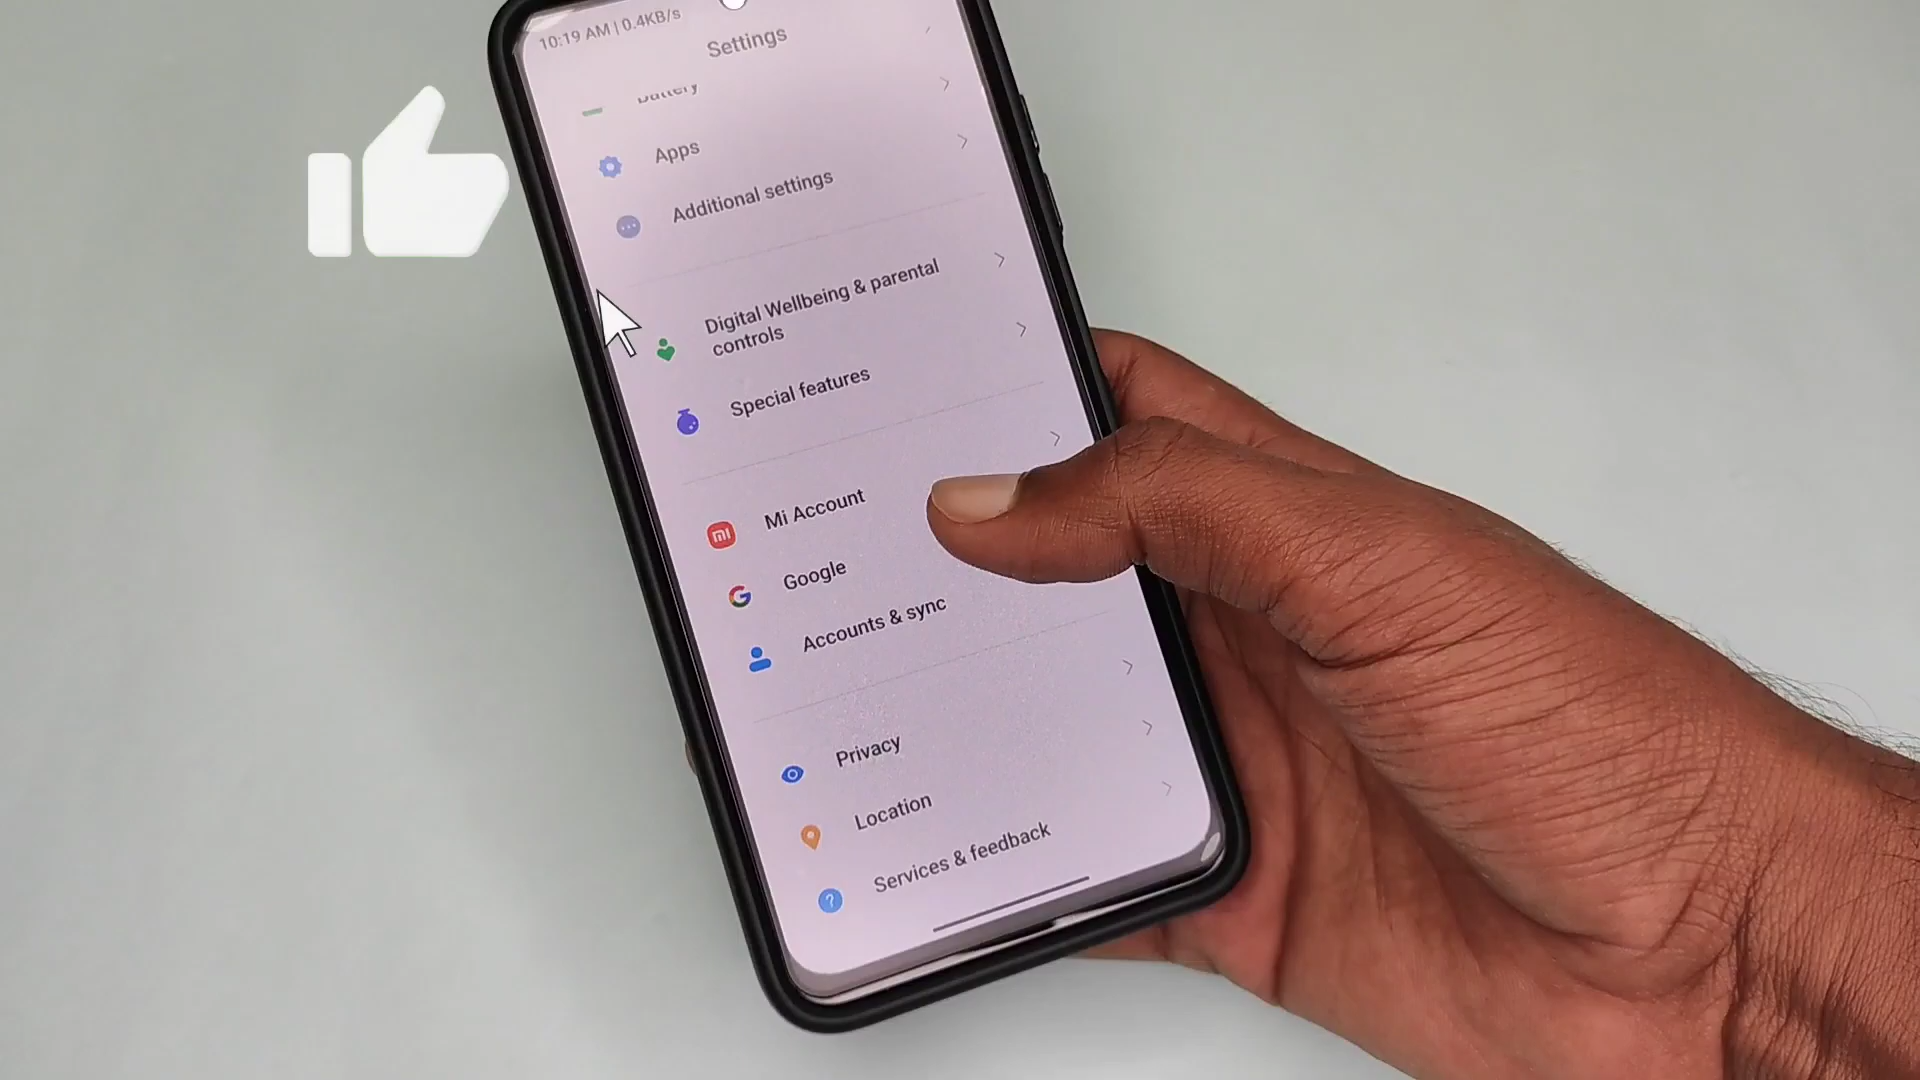 10:19 AM | 0.4KB/s
Settings
Battery
Apps
Additional settings
Digital Wellbeing & parental
controls
Special features
Mi Account
Google
Accounts & sync
Privacy
Location
Services & feedback